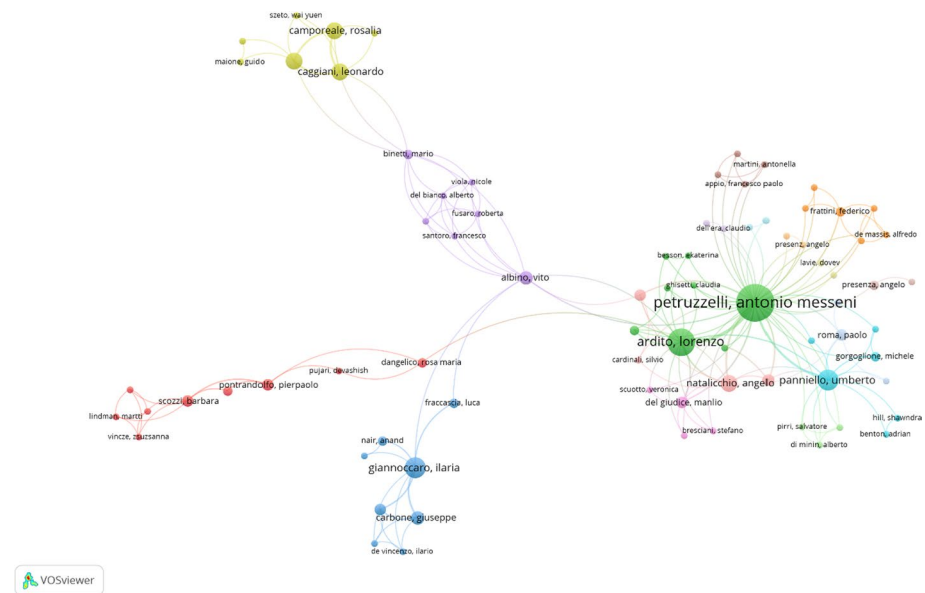 szeto, wai yuen
camporeale, rosalia
maione, guido
caggiani, leonardo
binetti, mario
martini, antonella
viola, nicole
appio, francesco paolo
del bianco, alberto
fusaro, roberta
frattini, federico
dell'era, claudio
santoro, francesco
de massis, alfredo
presenz, angelo
besson, ekaterina
lavie, dovev
albino, vito
ghisetti, claudia
presenza, angelo
petruzzelli, antonio messeni
roma, paolo
ardito, lorenzo
gorgoglione, michele
cardinali, silvio
dangelico, rosa maria
pujari, devashish
pontrandolfo, pierpaolo
natalicchio, angelo
panniello, umberto
scuotto, veronica
scozzi, barbara
fraccascia, luca
del giudice, manlio
lindman, martti
hill, shawndra
pirri, salvatore
bresciani, stefano
benton, adrian
vincze, zsuzsanna
nair, anand
di minin, alberto
giannoccaro, ilaria
carbone, giuseppe
de vincenzo, ilario
VOSviewer